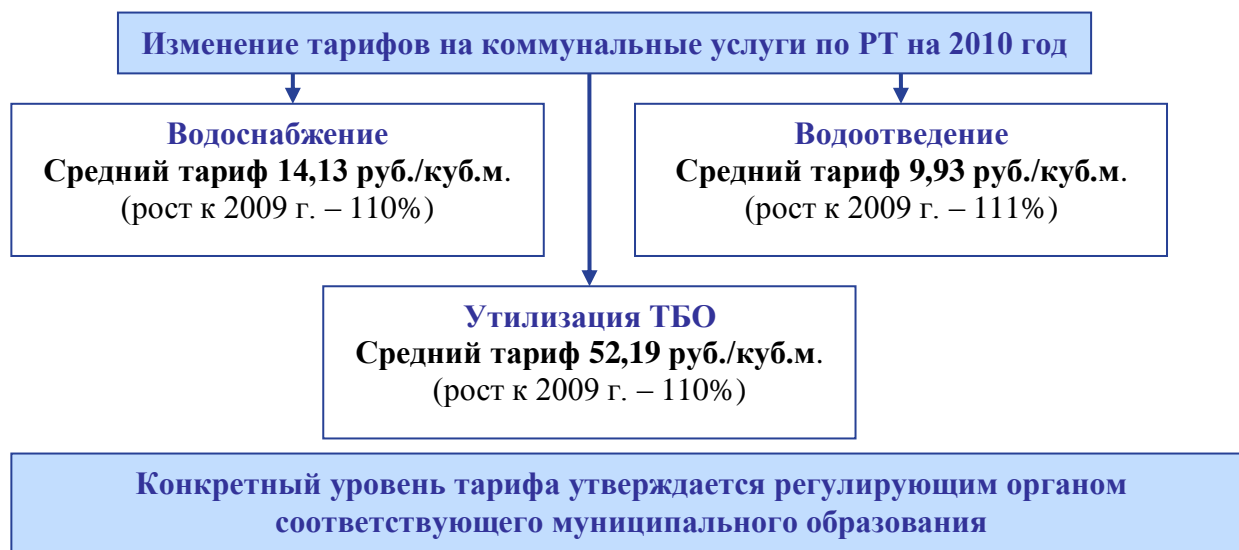 Изменение тарифов на коммунальные услуги по РТ на 2010 год
Водоснабжение
Средний тариф 14,13 руб./куб.м.
(рост к 2009 г. – 110%)
Водоотведение
Средний тариф 9,93 руб./куб.м.
(рост к 2009 г. – 111%)
Утилизация ТБО
Средний тариф 52,19 руб./куб.м.
(рост к 2009 г. – 110%)
Конкретный уровень тарифа утверждается регулирующим органом
соответствующего муниципального образования